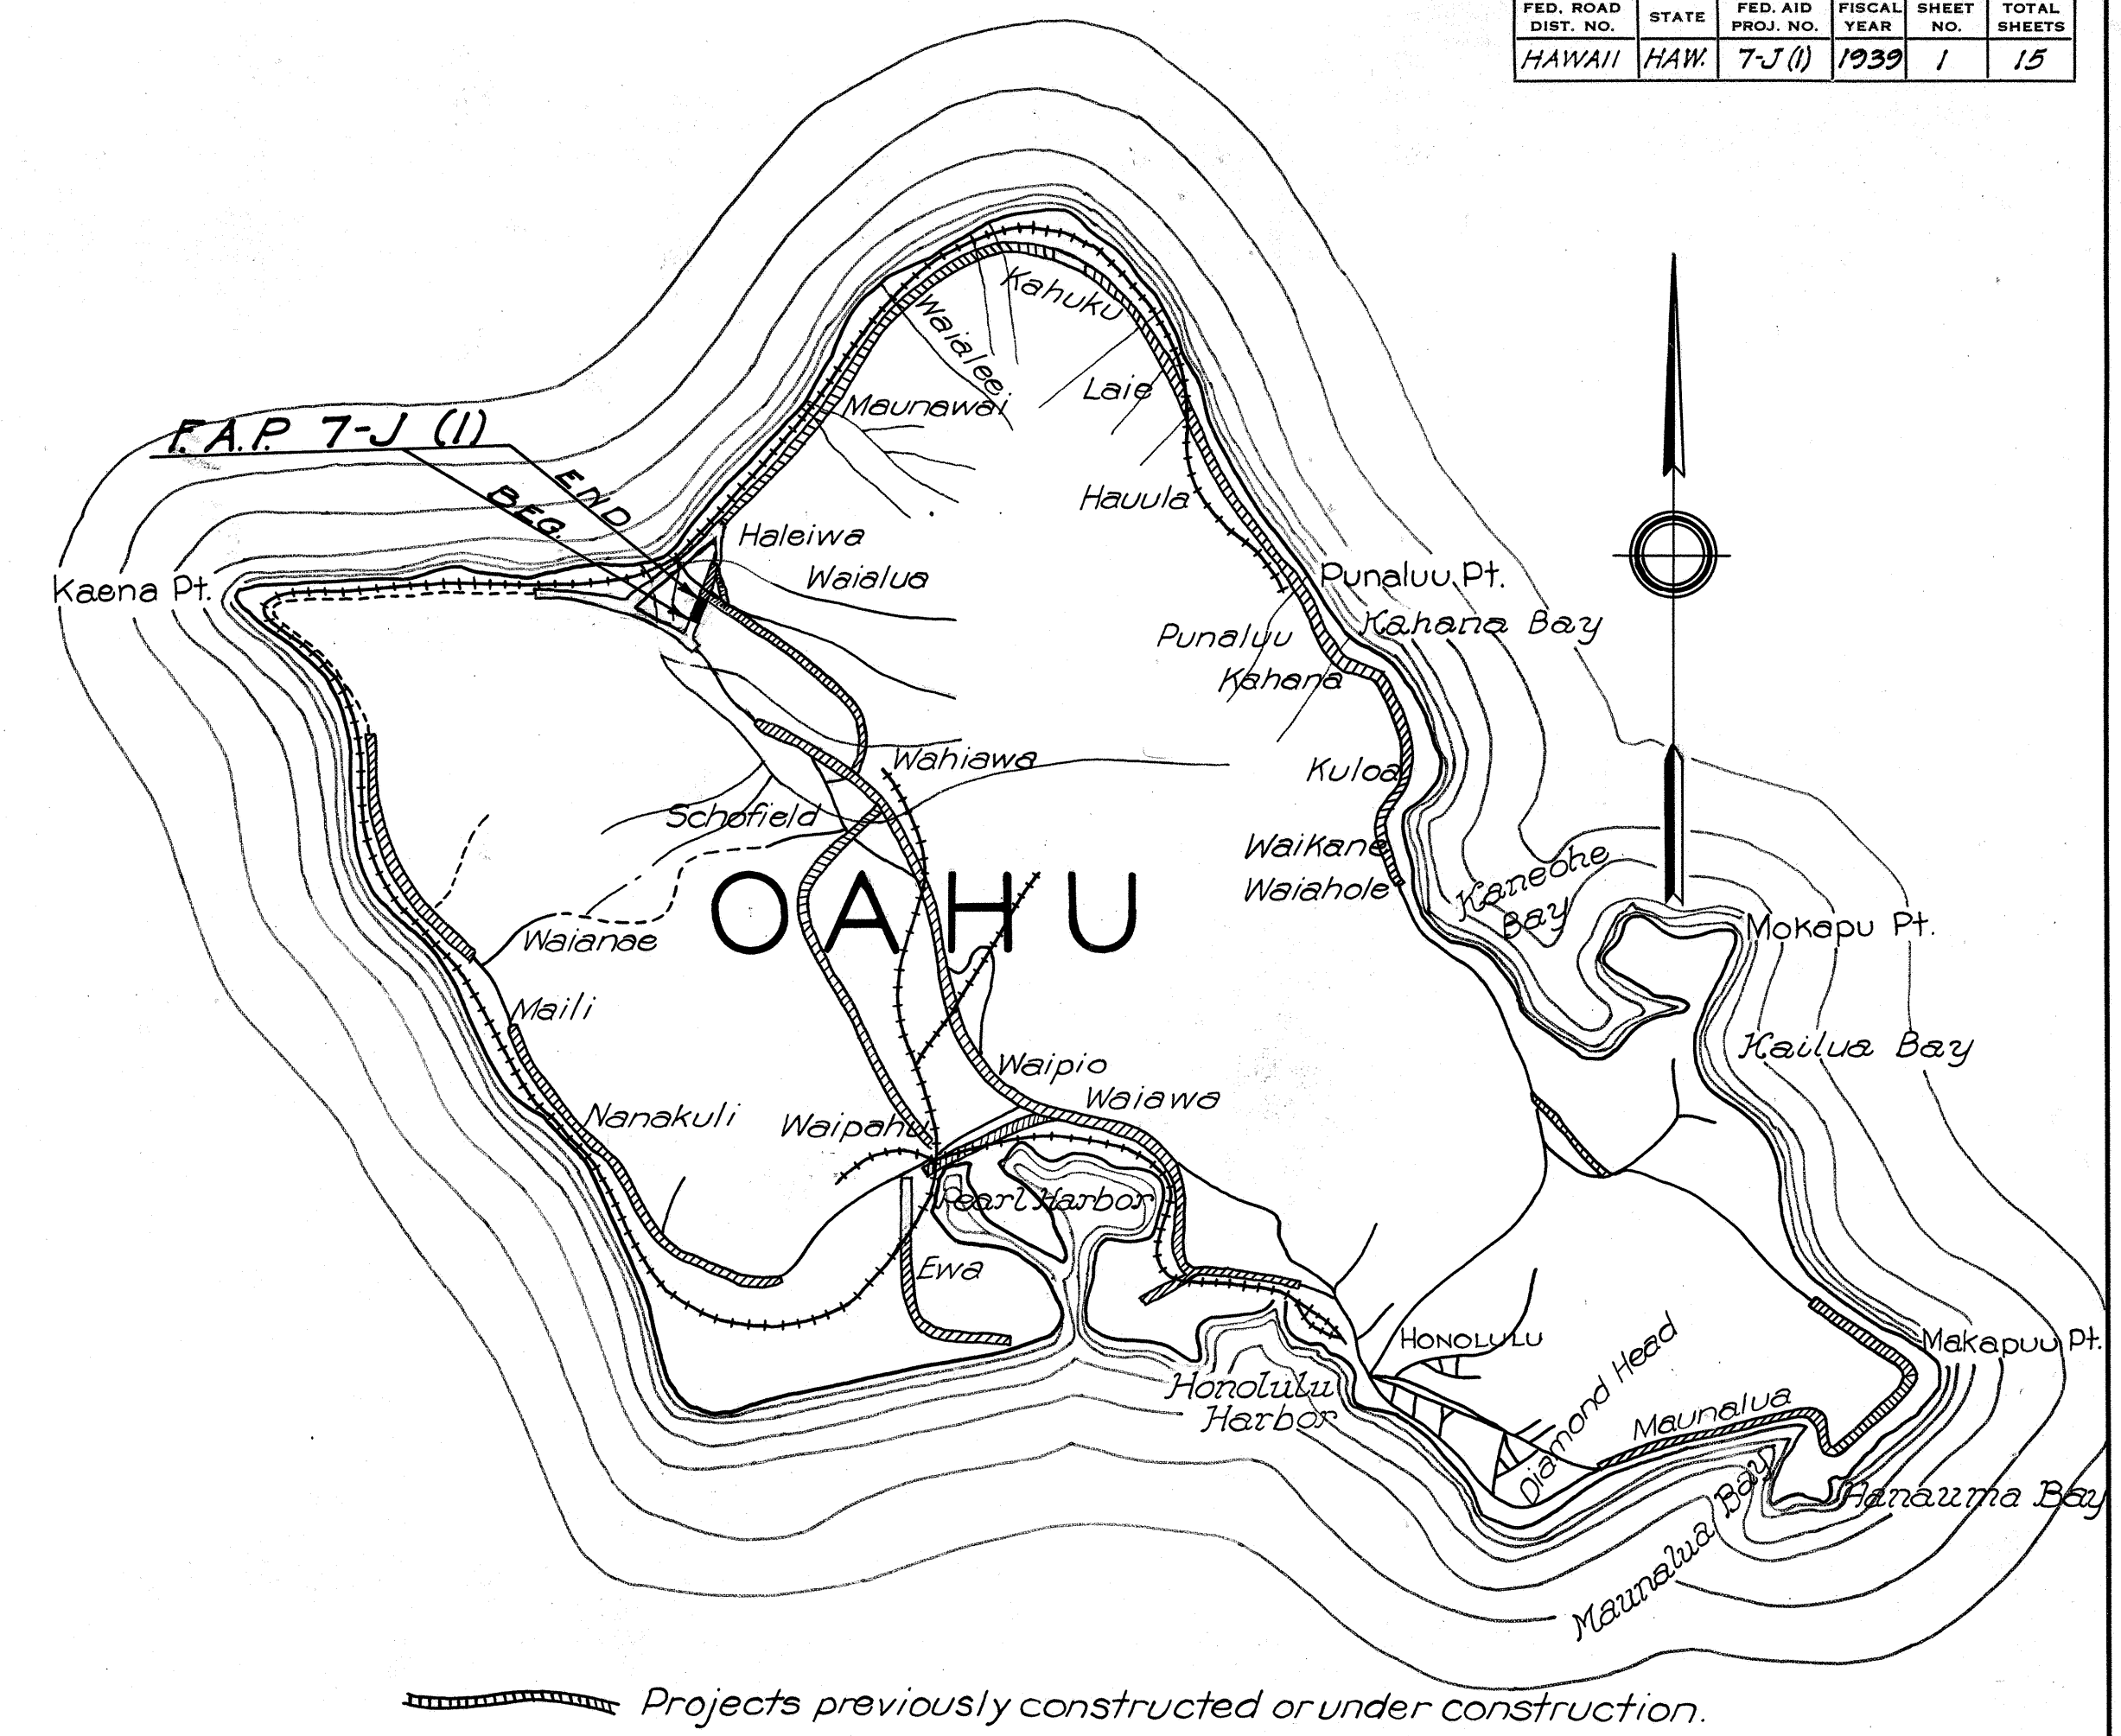 FED. ROAD DIST. NO. STATE FED. AID PROJ. NO. FISCAL YEAR SHEET NO. TOTAL SHEETS
HAWAII HAW. 7-J (1) 1939 1 15
Kahuku
Waialee
Laie
Maunawai
F.A.P. 7-J (1)
END
BEG.
Hauula
Haleiwa
Waialua
Kaena Pt.
Punaluu Pt.
Kahana Bay
Punaluu
Kahana
Wahiawa
Kuloa
Schofield
Waikane
Waiahole
Kaneohe
Bay
OAHU
Mokapu Pt.
Waianae
Maili
Kailua Bay
Waipio
Waiawa
Nanakuli
Waipahu
Pearl Harbor
Ewa
HONOLULU
Makapuu Pt.
Honolulu
Harbor
Diamond Head
Maunalua
Hanauma Bay
Maunalua Bay
Projects previously constructed or under construction.